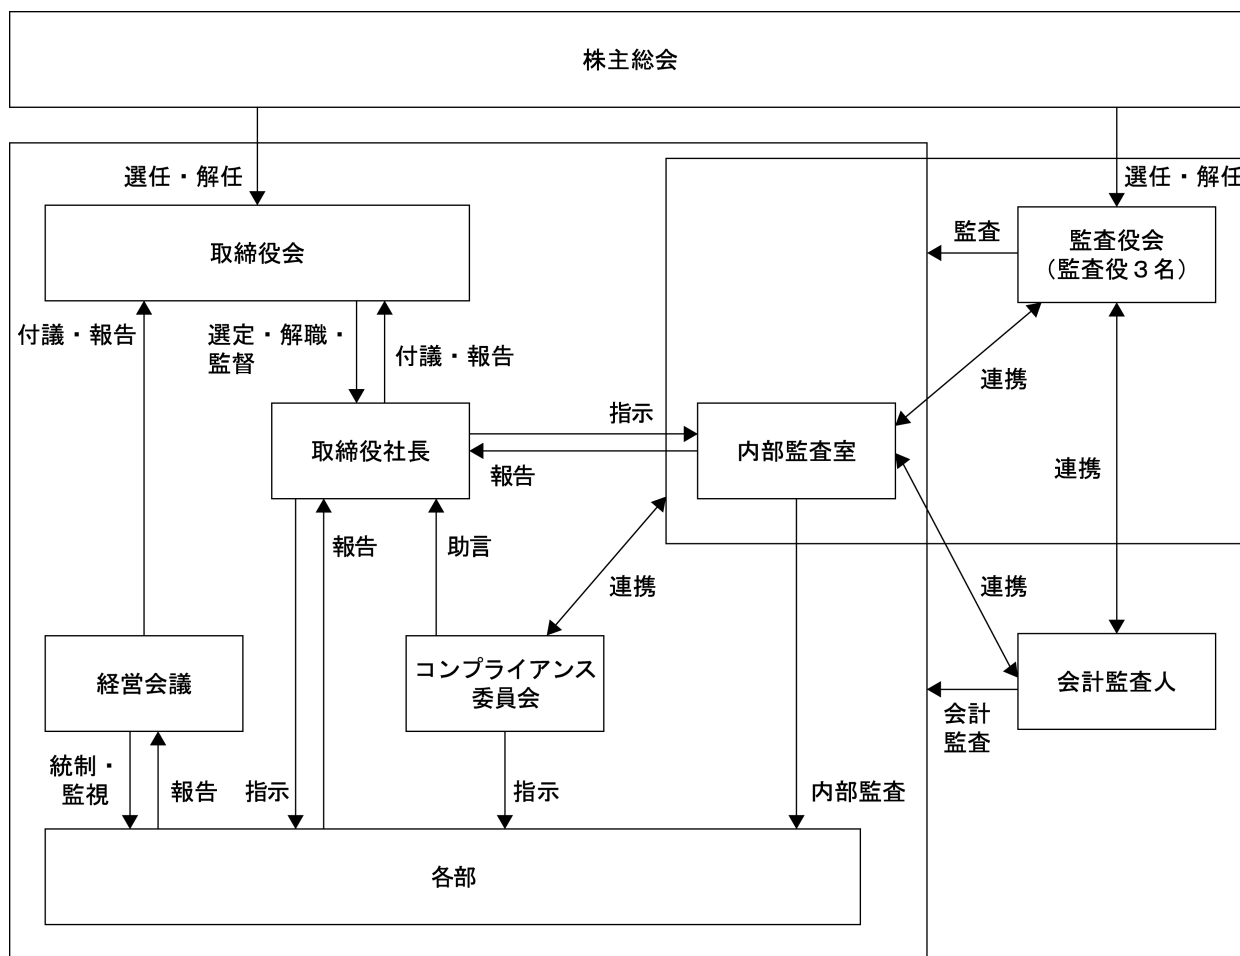 株主総会
選任・解任
選任・解任
取締役会
監査
監査役会
（監査役３名）
付議・報告
選定・解職・
監督
付議・報告
連携
取締役社長
指示
報告
内部監査室
連携
報告
助言
連携
連携
経営会議
コンプライアンス
委員会
会計監査人
会計
監査
統制・
監視
報告
指示
指示
内部監査
各部